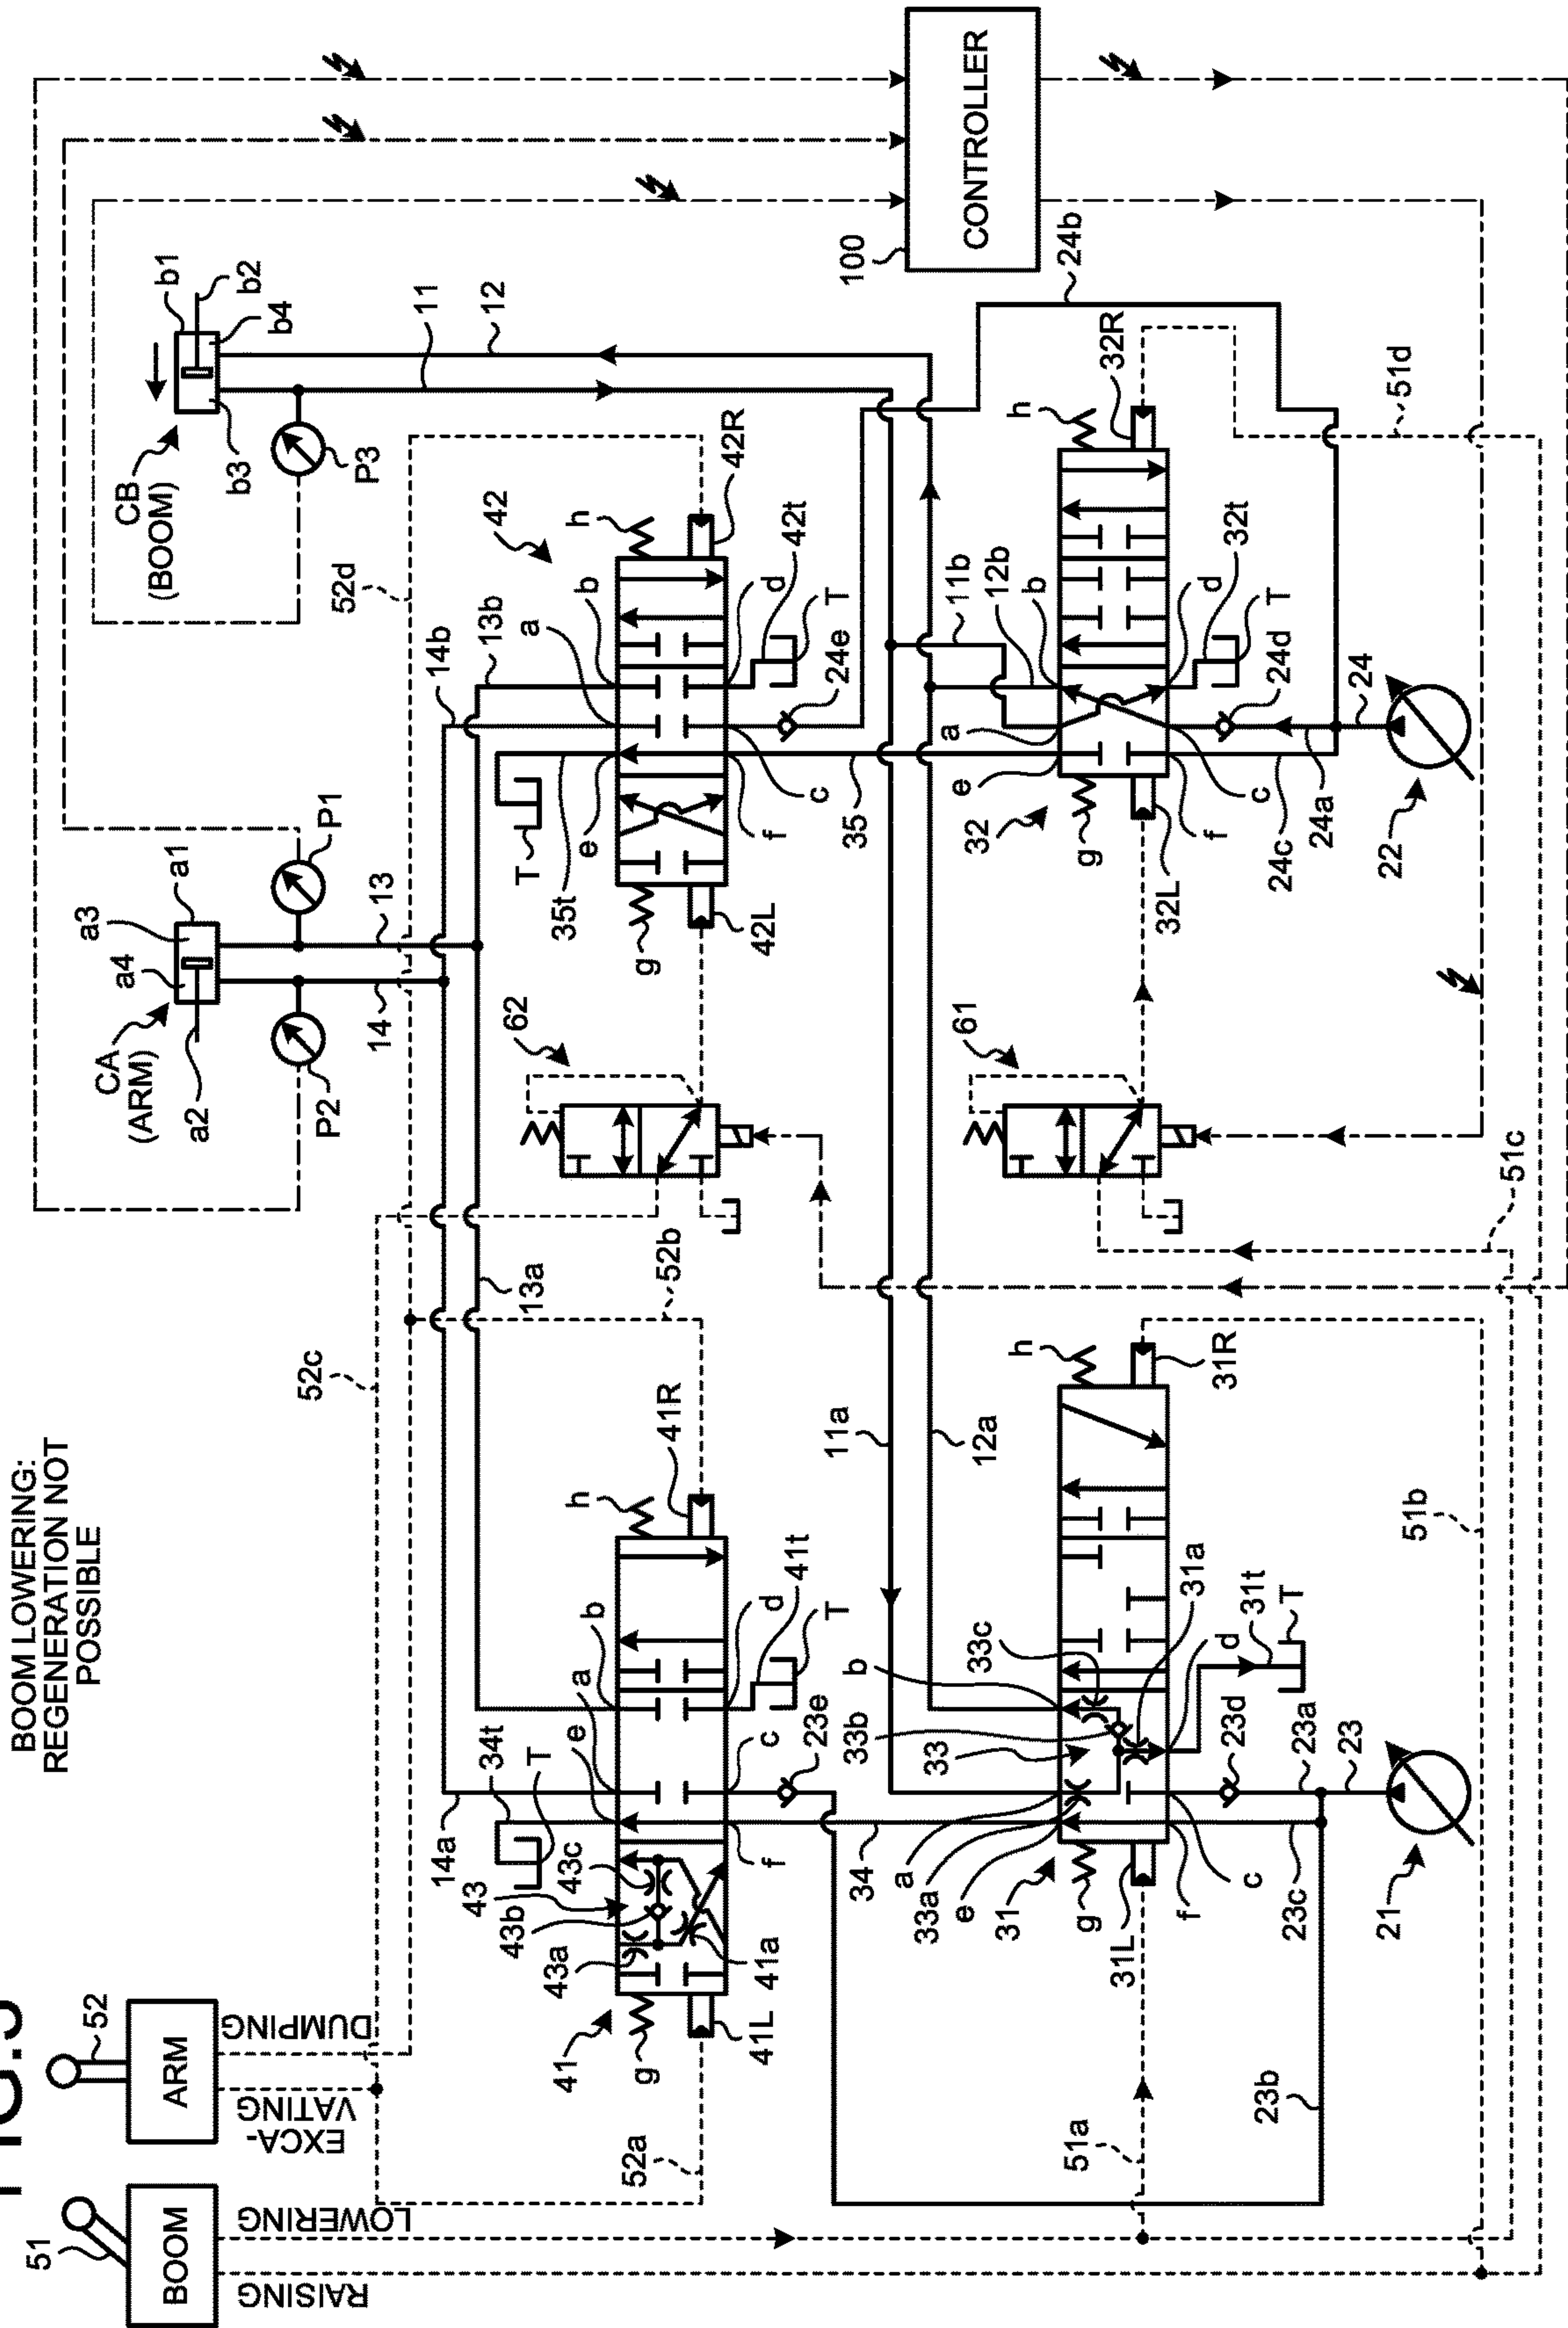 BOOM LOWERING:
REGENERATION NOT
POSSIBLE
51
BOOM
RAISING
LOWERING
52
ARM
EXCA-
VATING
DUMPING
52c
52d
CA
(ARM)
a2
a4
a3
a1
P2
P1
14
13
CB
(BOOM)
b3
b1
b2
b4
P3
11
12
100
CONTROLLER
52a
41
g
41L
43
43a
43b
43c
41a
14a
34t
T
e
a
b
f
c
d
23e
41t
T
h
41R
52b
13a
62
42
g
42L
35t
T
e
a
b
14b
13b
f
c
d
24e
42t
T
h
42R
51a
31
g
31L
34
a
33a
e
33
33b
33c
b
31a
d
31t
T
f
c
23c
23d
23a
23
21
23b
11a
12a
h
31R
51b
51c
61
32
g
32L
35
e
a
b
11b
12b
f
c
d
24c
24a
24d
24
22
32t
T
h
32R
24b
51d